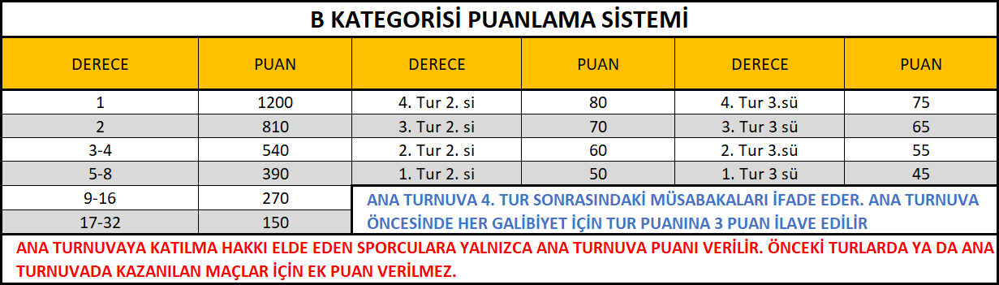 B KATEGORİSİ PUANLAMA SİSTEMİ
DERECE PUAN DERECE PUAN DERECE PUAN
1 1200 4. Tur 2. si 80 4. Tur 3.sü 75
2 810 3. Tur 2. si 70 3. Tur 3 sü 65
3-4 540 2. Tur 2. si 60 2. Tur 3.sü 55
5-8 390 1. Tur 2. si 50 1. Tur 3 sü 45
9-16 270
17-32 150
ANA TURNUVA 4. TUR SONRASINDAKİ MÜSABAKALARI İFADE EDER. ANA TURNUVA
ÖNCESİNDE HER GALİBİYET İÇİN TUR PUANINA 3 PUAN İLAVE EDİLİR
ANA TURNUVAYA KATILMA HAKKI ELDE EDEN SPORCULARA YALNIZCA ANA TURNUVA PUANI VERİLİR. ÖNCEKİ TURLARDA YA DA ANA
TURNUVADA KAZANILAN MAÇLAR İÇİN EK PUAN VERİLMEZ.